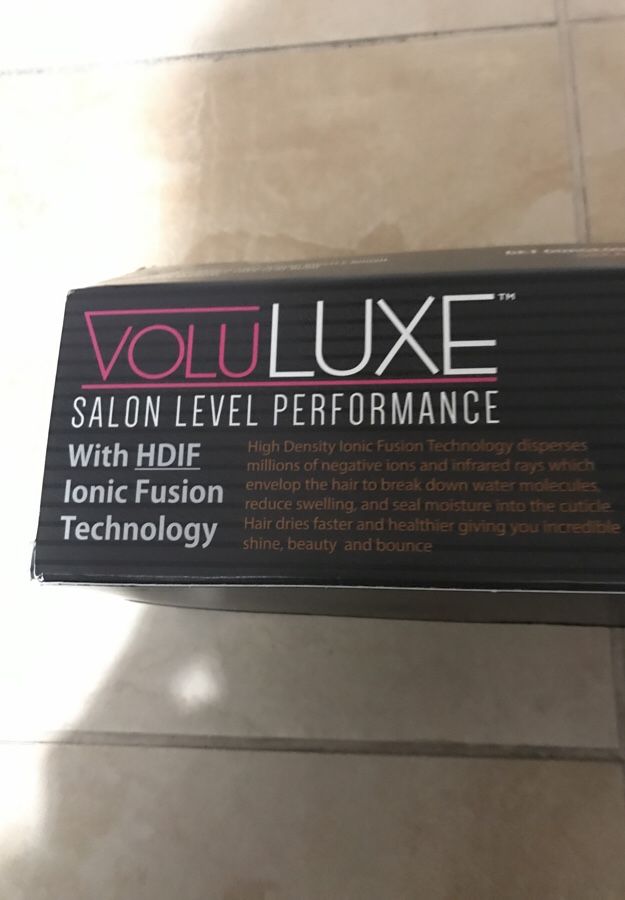 VOLULUXE™
SALON LEVEL PERFORMANCE
With HDIF
Ionic Fusion
Technology
High Density Ionic Fusion Technology disperses
millions of negative ions and infrared rays which
envelop the hair to break down water molecules,
reduce swelling, and seal moisture into the cuticle
Hair dries faster and healthier giving you incredible
shine, beauty and bounce